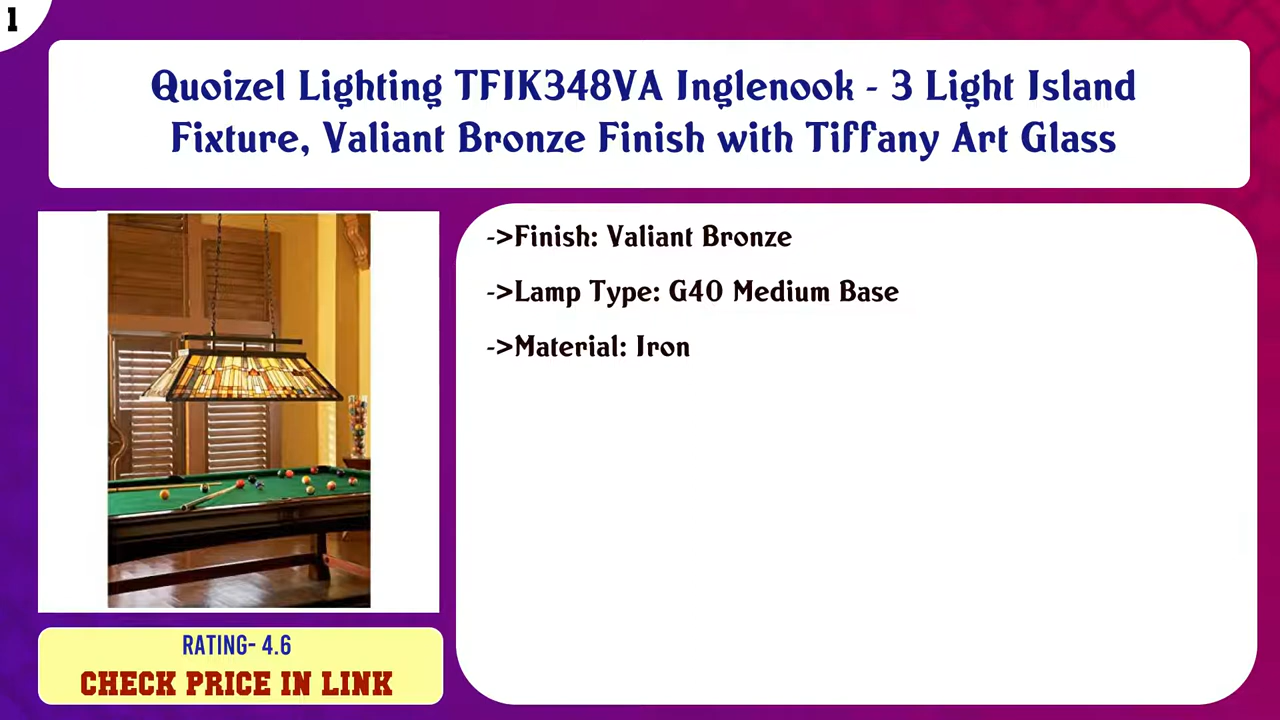 1
Quoizel Lighting TFIK348VA Inglenook - 3 Light Island
Fixture, Valiant Bronze Finish with Tiffany Art Glass
->Finish: Valiant Bronze
->Lamp Type: G40 Medium Base
->Material: Iron
RATING- 4.6
CHECK PRICE IN LINK